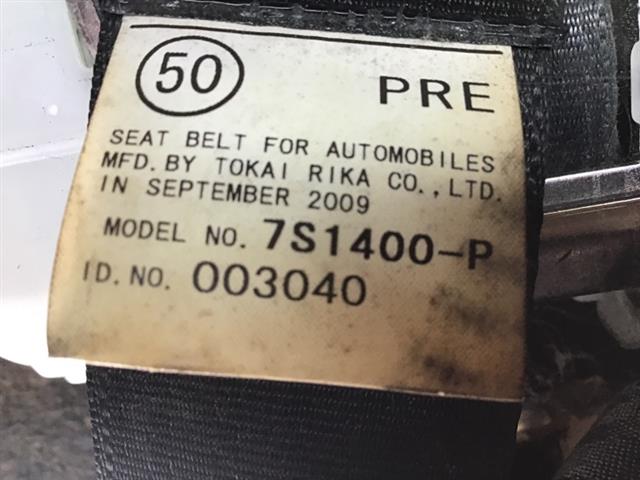 50 PRE
SEAT BELT FOR AUTOMOBILES
MFD. BY TOKAI RIKA CO., LTD.
IN SEPTEMBER 2009
MODEL NO. 7S1400-P
ID. NO. 003040